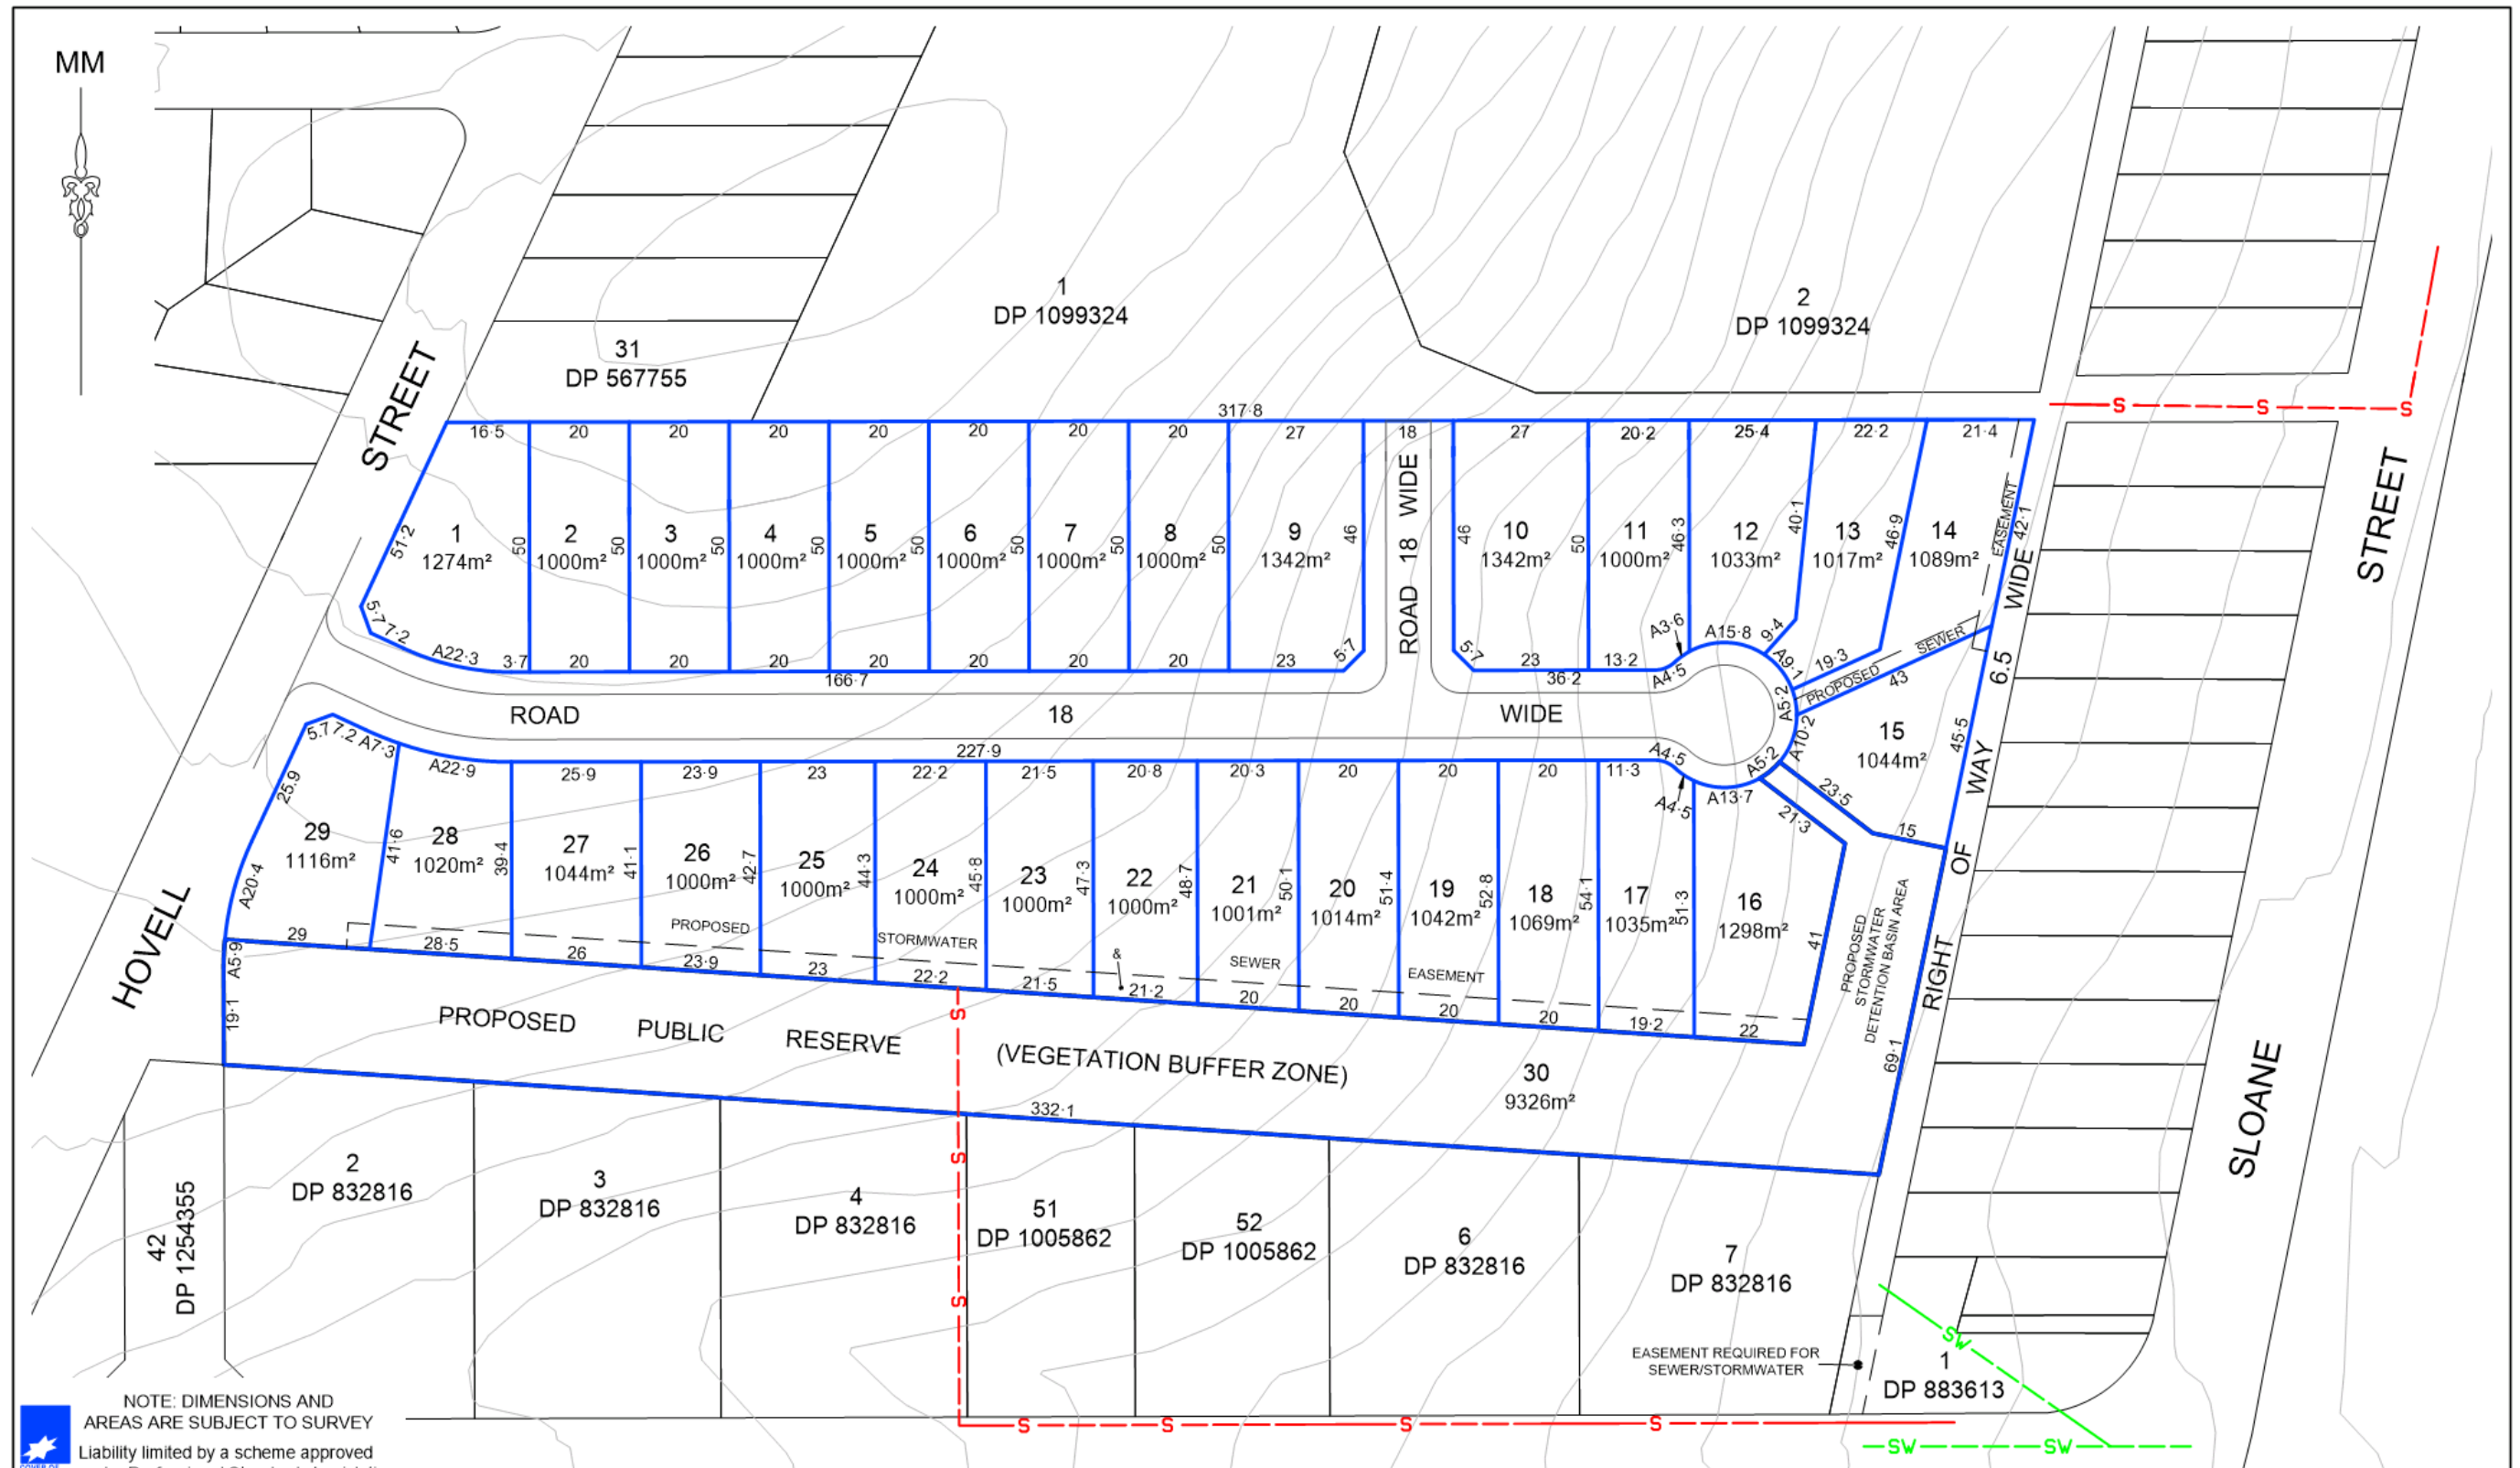 MM
STREET
31
DP 567755
1
DP 1099324
2
DP 1099324
317·8
16·5
20
20
20
20
20
20
20
27
18
27
20·2
25·4
22·2
21·4
51·2
1
1274m²
50
2
1000m²
50
3
1000m²
50
4
1000m²
50
5
1000m²
50
6
1000m²
50
7
1000m²
50
8
1000m²
50
9
1342m²
46
ROAD 18 WIDE
46
10
1342m²
50
11
1000m²
46·3
12
1033m²
40·1
13
1017m²
46·9
14
1089m²
EASEMENT
42·1
5·7
7·2
A22·3
3·7
20
20
20
20
20
20
20
23
5·7
5·7
23
13·2
A3·6
A15·8
9·4
A9·1
19·3
PROPOSED SEWER
43
166·7
36·2
A4·5
A5·2
A10·2
ROAD 18 WIDE
15
1044m²
45·5
RIGHT OF WAY 6.5 WIDE
STREET
SLOANE
5.7
7.2
A7·3
A22·9
227·9
25·9
23·9
23
22·2
21·5
20·8
20·3
20
20
20
11·3
A4·5
A4·5
A13·7
A5·2
23·5
15
21·3
25.9
29
1116m²
41·6
28
1020m²
39·4
27
1044m²
41·1
26
1000m²
42·7
25
1000m²
44·3
24
1000m²
45·8
23
1000m²
47·3
22
1000m²
48·7
21
1001m²
50·1
20
1014m²
51·4
19
1042m²
52·8
18
1069m²
54·1
17
1035m²
51·3
16
1298m²
41
A20·4
PROPOSED STORMWATER & SEWER EASEMENT
29
28·5
26
23·9
23
22·2
21·5
21·2
20
20
20
20
19·2
22
PROPOSED
STORMWATER
DETENTION BASIN AREA
69·1
HOVELL
A5·9
19·1
PROPOSED PUBLIC RESERVE (VEGETATION BUFFER ZONE)
30
9326m²
332·1
42
DP 1254355
2
DP 832816
3
DP 832816
4
DP 832816
51
DP 1005862
52
DP 1005862
6
DP 832816
7
DP 832816
EASEMENT REQUIRED FOR
SEWER/STORMWATER
1
DP 883613
S
S
S
S
S
S
S
S
S
S
SW
SW
SW
NOTE: DIMENSIONS AND
AREAS ARE SUBJECT TO SURVEY
Liability limited by a scheme approved